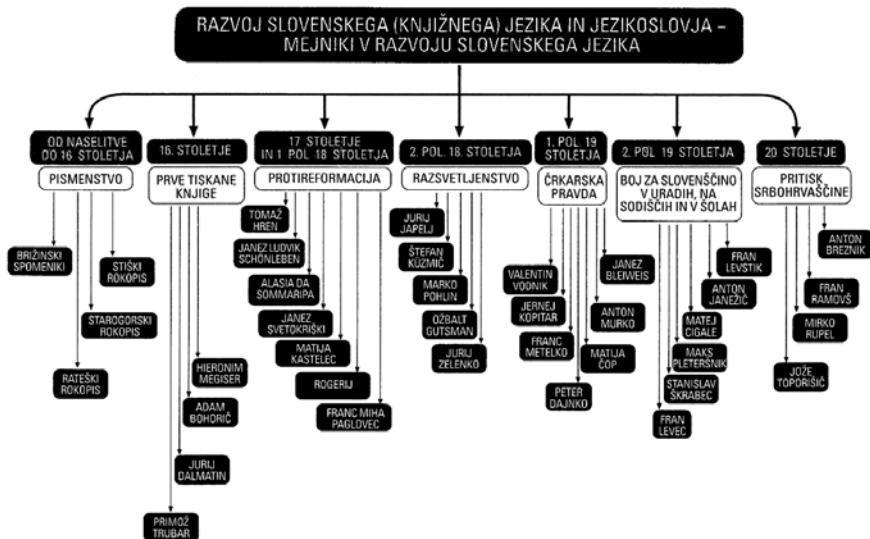 RAZVOJ SLOVENSKEGA (KNJIŽNEGA) JEZIKA IN JEZIKOSLOVJA –
MEJNIKI V RAZVOJU SLOVENSKEGA JEZIKA
OD NASELITVE
DO 16 STOLETJA
PISMENSTVO
BRIŽINSKI
SPOMENIKI
STIŠKI
ROKOPIS
STAROGORSKI
ROKOPIS
RATEŠKI
ROKOPIS
16. STOLETJE
PRVE TISKANE
KNJIGE
HIERONIM
MEGISER
ADAM
BOHORIČ
JURIJ
DALMATIN
PRIMOŽ
TRUBAR
17 STOLETJE
IN 1 POL 18 STOLETJA
PROTIREFORMACIJA
TOMAŽ
HREN
JANEZ LUDVIK
SCHÖNLEBEN
ALASIA DA
SOMMARIPA
JANEZ
SVETOKRIŠKI
MATIJA
KASTELEC
ROGERIJ
FRANC MIHA
PAGLOVEC
2. POL. 18. STOLETJA
RAZSVETLJENSTVO
JURIJ
JAPELJ
ŠTEFAN
KÜZMIČ
MARKO
POHLIN
OŽBALT
GUTSMAN
JURIJ
ZELENKO
1. POL. 19
STOLETJA
ČRKARSKA
PRAVDA
VALENTIN
VODNIK
JERNEJ
KOPITAR
FRANC
METELKO
PETER
DAJNKO
JANEZ
BLEIWEIS
ANTON
MURKO
MATIJA
ČOP
2. POL 19 STOLETJA
BOJ ZA SLOVENŠČINO
V URADIH, NA
SODIŠČIH IN V ŠOLAH
FRAN
LEVSTIK
ANTON
JANEŽIČ
MATEJ
CIGALE
MAKS
PLETERŠNIK
STANISLAV
ŠKRABEC
FRAN
LEVEC
20 STOLETJE
PRITISK
SRBOHRVAŠČINE
ANTON
BREZNIK
FRAN
RAMOVŠ
MIRKO
RUPEL
JOŽE
TOPORIŠIČ